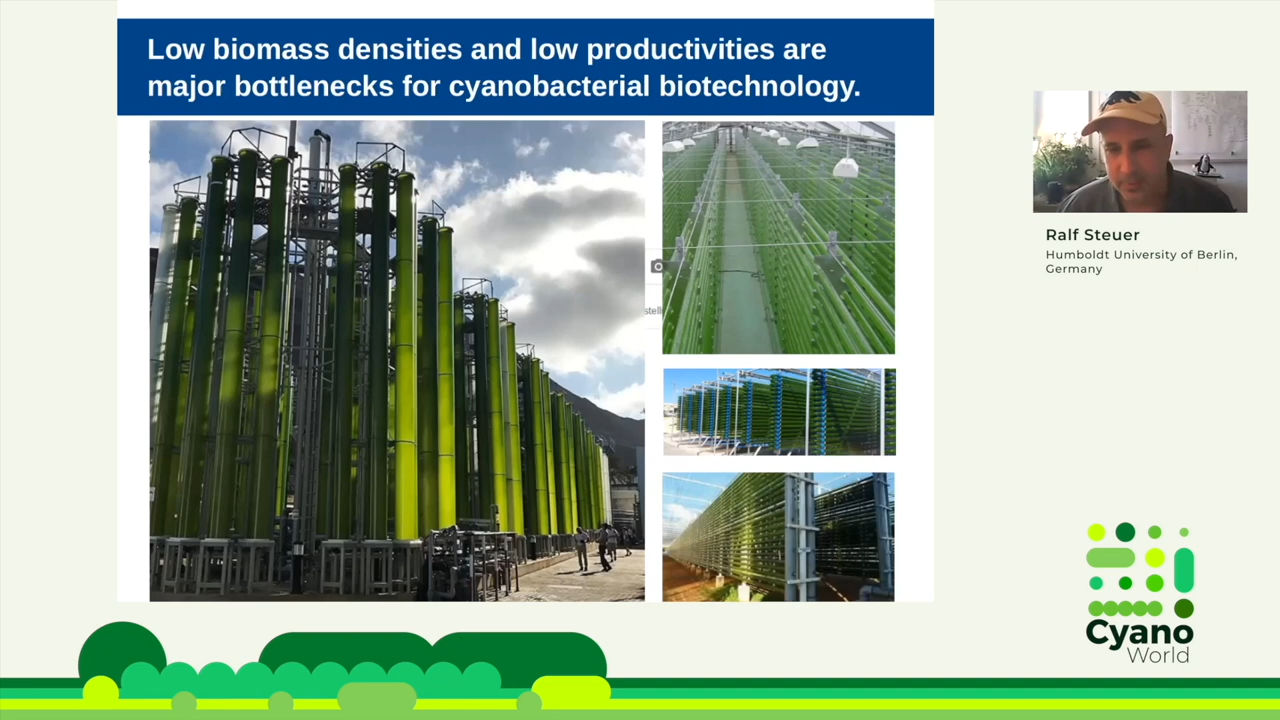 Low biomass densities and low productivities are
major bottlenecks for cyanobacterial biotechnology.
stell
Ralf Steuer
Humboldt University of Berlin,
Germany
Cyano
World